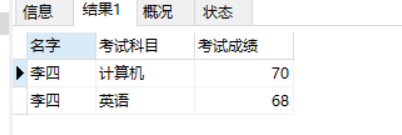 信息 结果1 概况 状态
名字 考试科目 考试成绩
李四 计算机 70
李四 英语 68